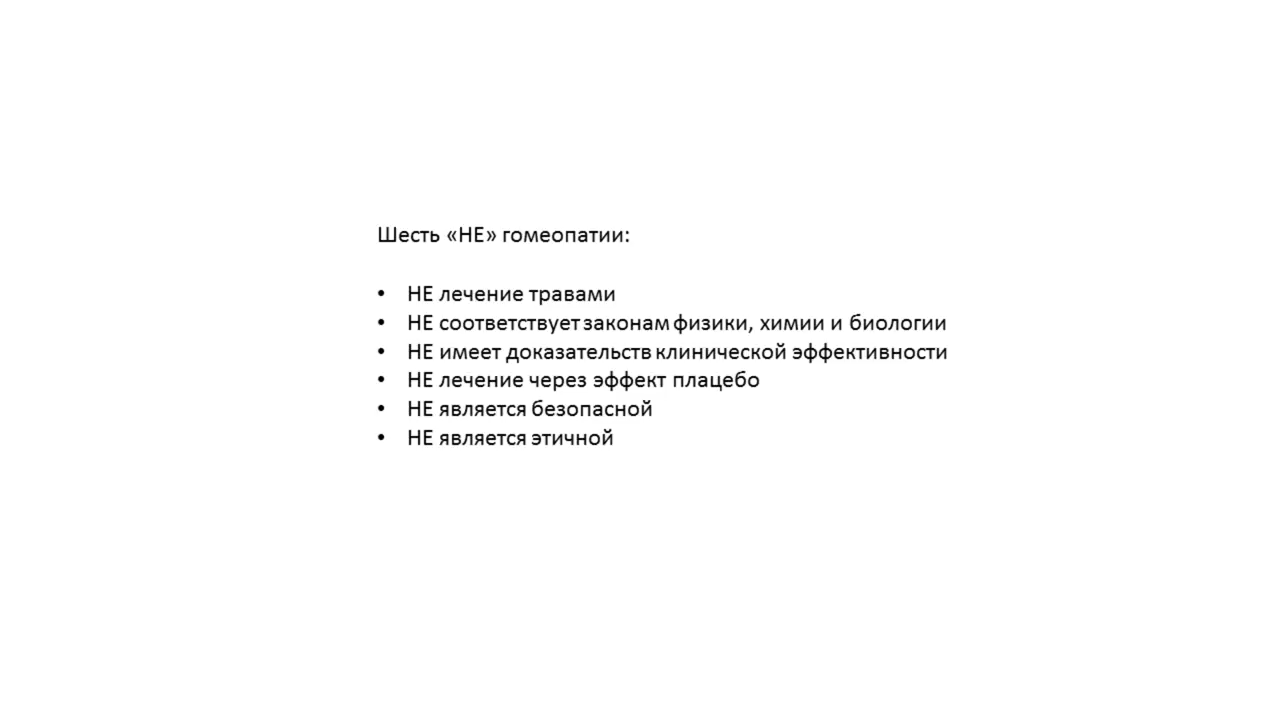 Шесть «НЕ» гомеопатии:
• НЕ лечение травами
• НЕ соответствует законам физики, химии и биологии
• НЕ имеет доказательств клинической эффективности
• НЕ лечение через эффект плацебо
• НЕ является безопасной
• НЕ является этичной